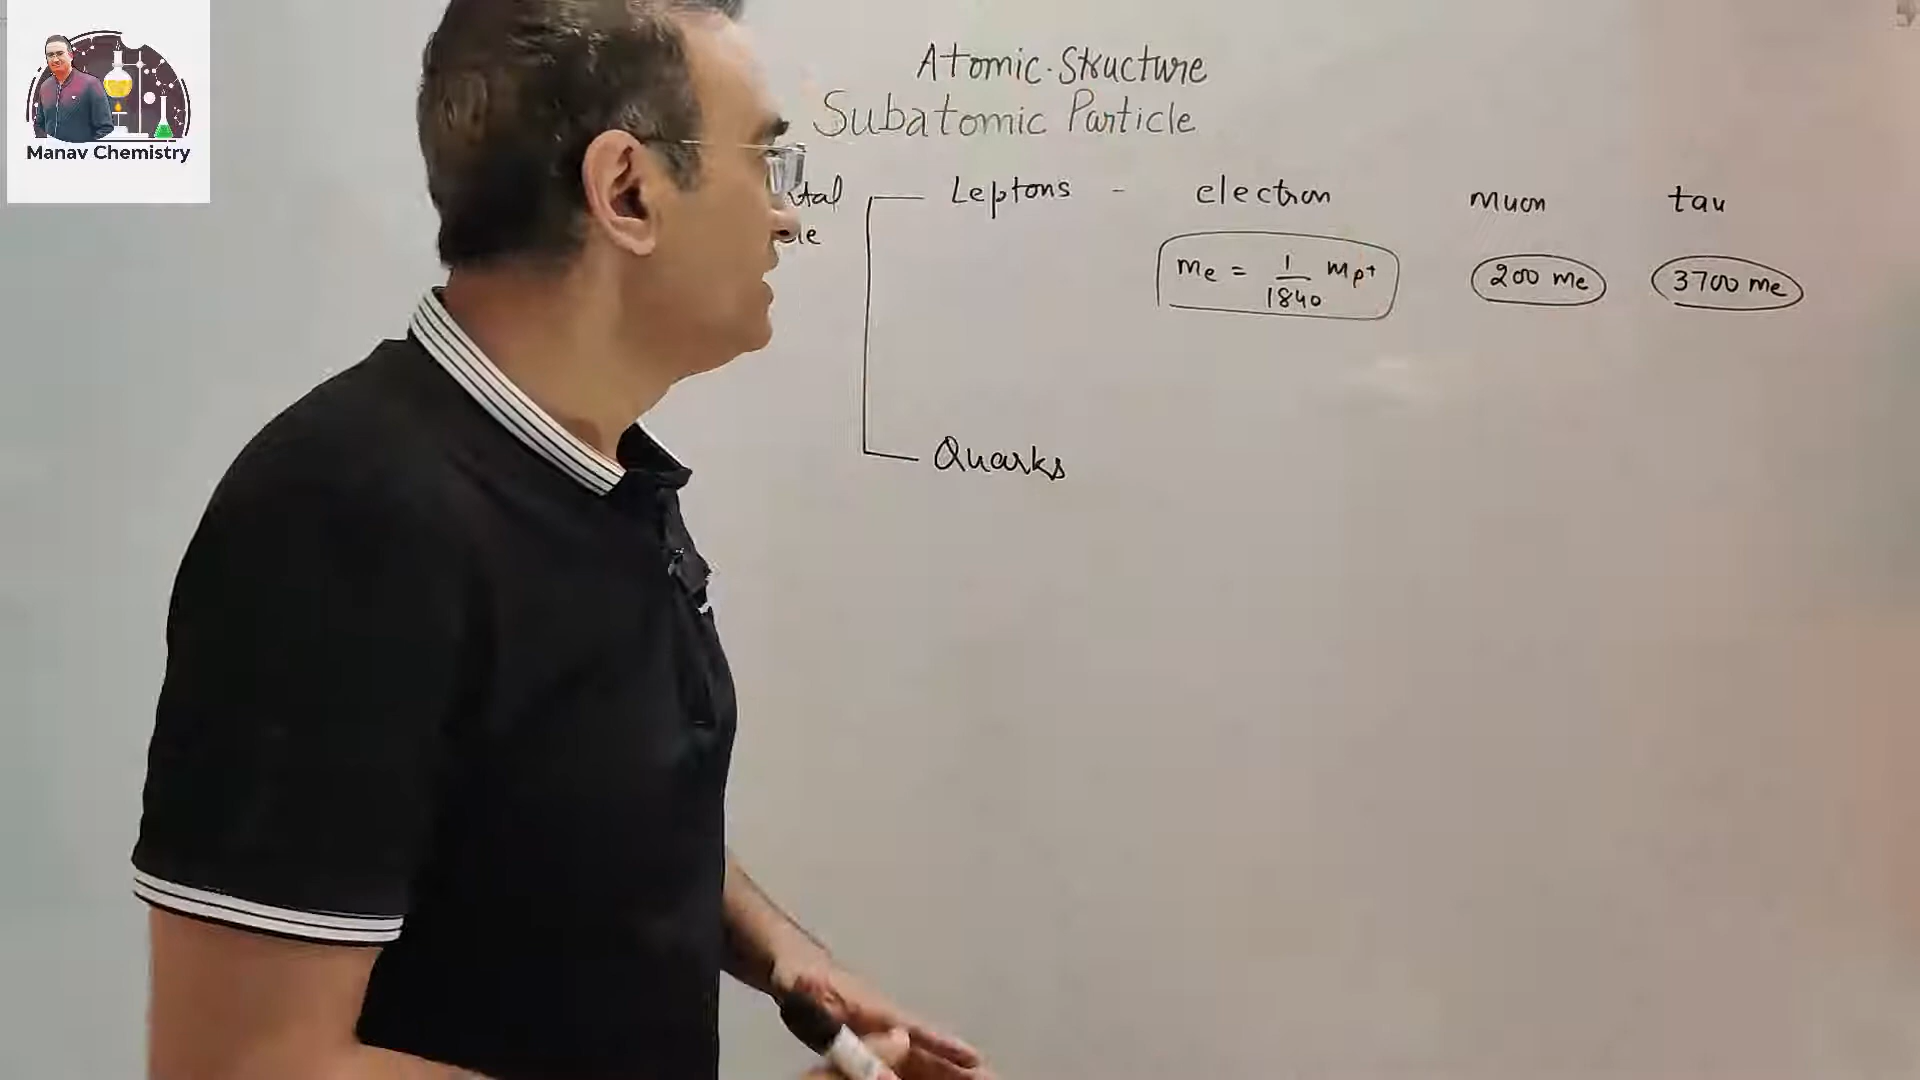 Manav Chemistry
Atomic Structure
Subatomic Particle
Leptons - electron muon tau
me = 1/1840 mp+ 200 me 3700 me
Quarks